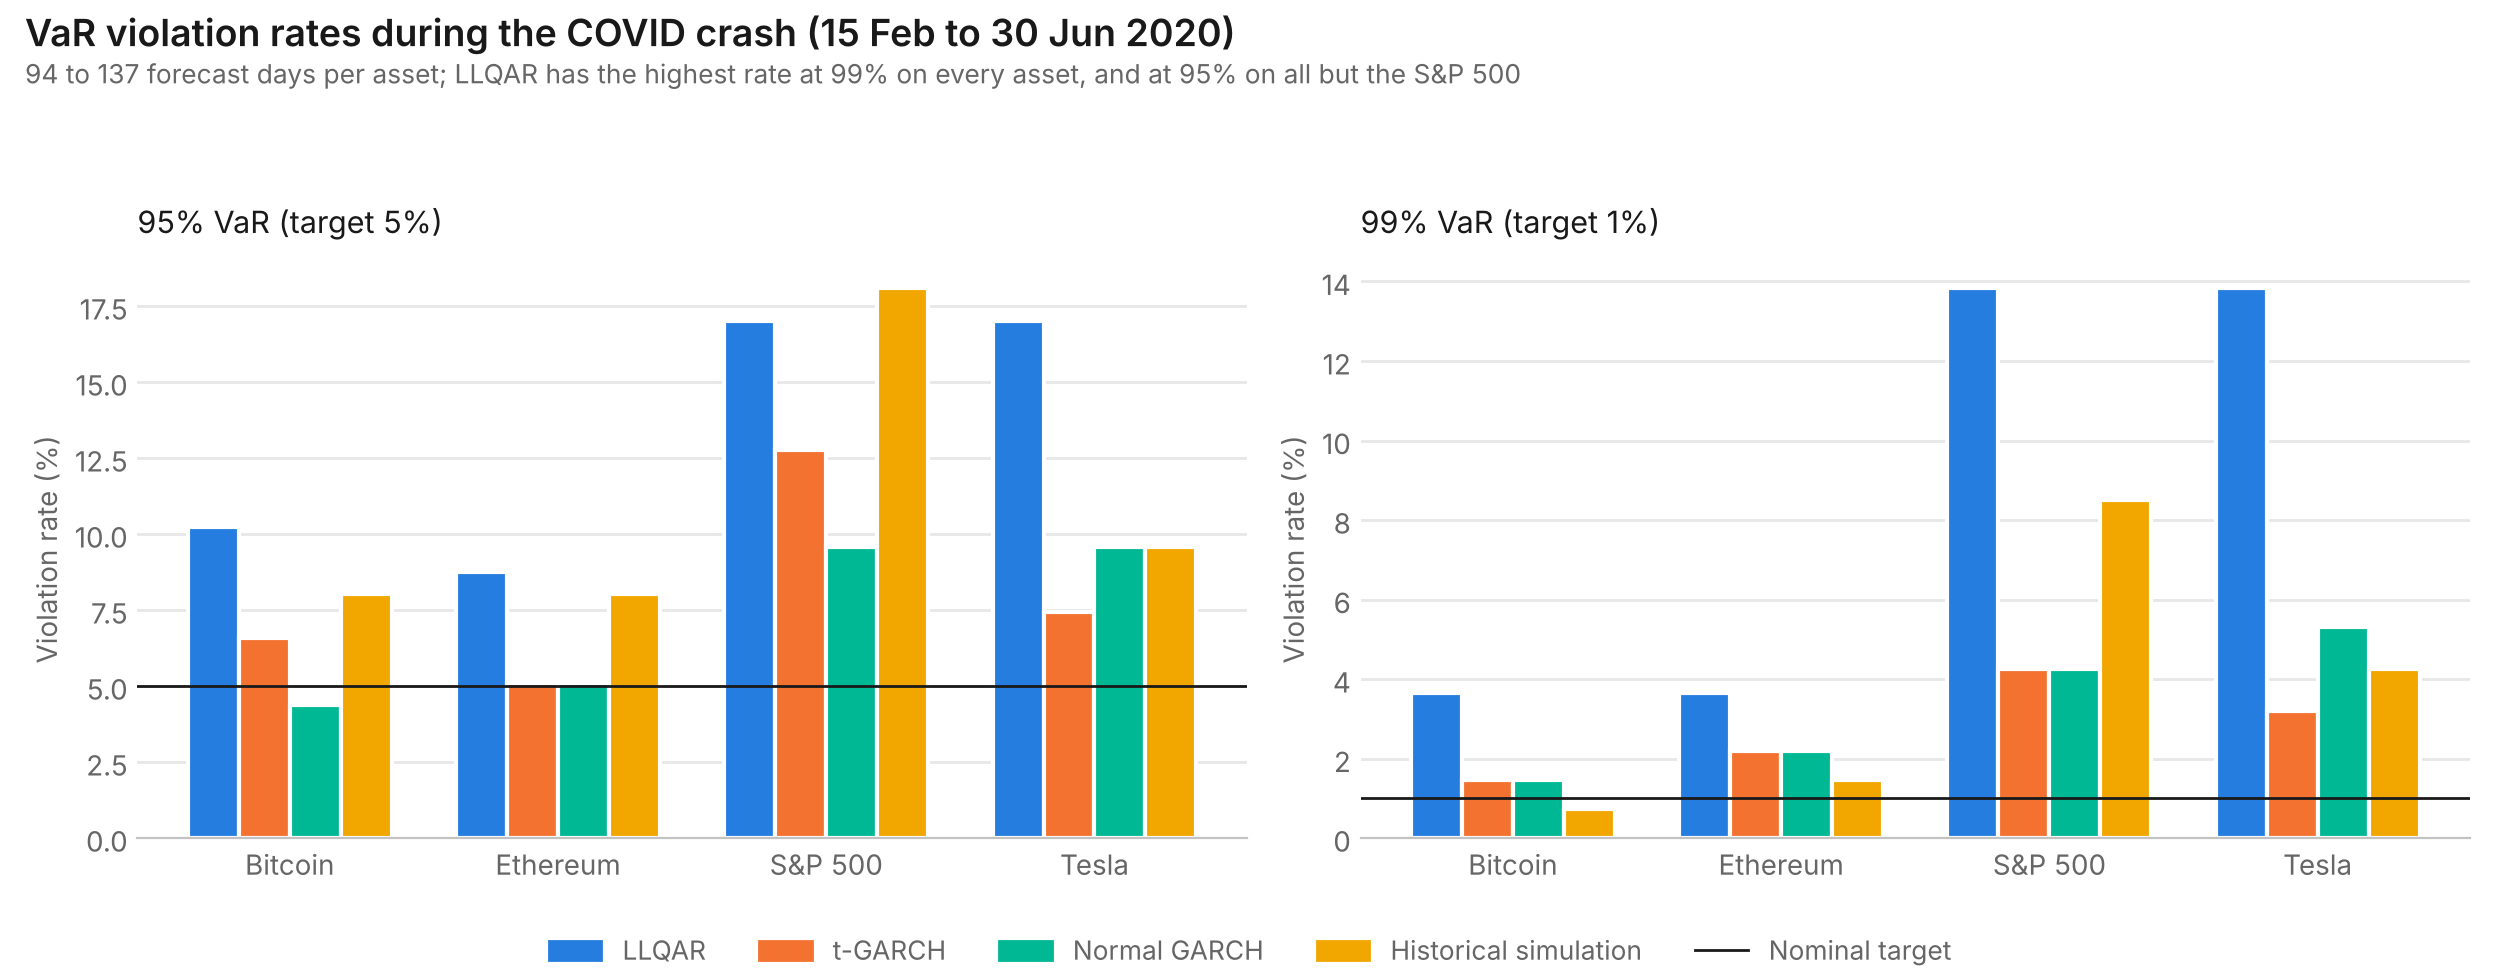 VaR violation rates during the COVID crash (15 Feb to 30 Jun 2020)
94 to 137 forecast days per asset; LLQAR has the highest rate at 99% on every asset, and at 95% on all but the S&P 500
95% VaR (target 5%)
99% VaR (target 1%)
Violation rate (%)
17.5
15.0
12.5
10.0
7.5
5.0
2.5
0.0
Bitcoin
Ethereum
S&P 500
Tesla
Violation rate (%)
14
12
10
8
6
4
2
0
Bitcoin
Ethereum
S&P 500
Tesla
LLQAR
t-GARCH
Normal GARCH
Historical simulation
Nominal target